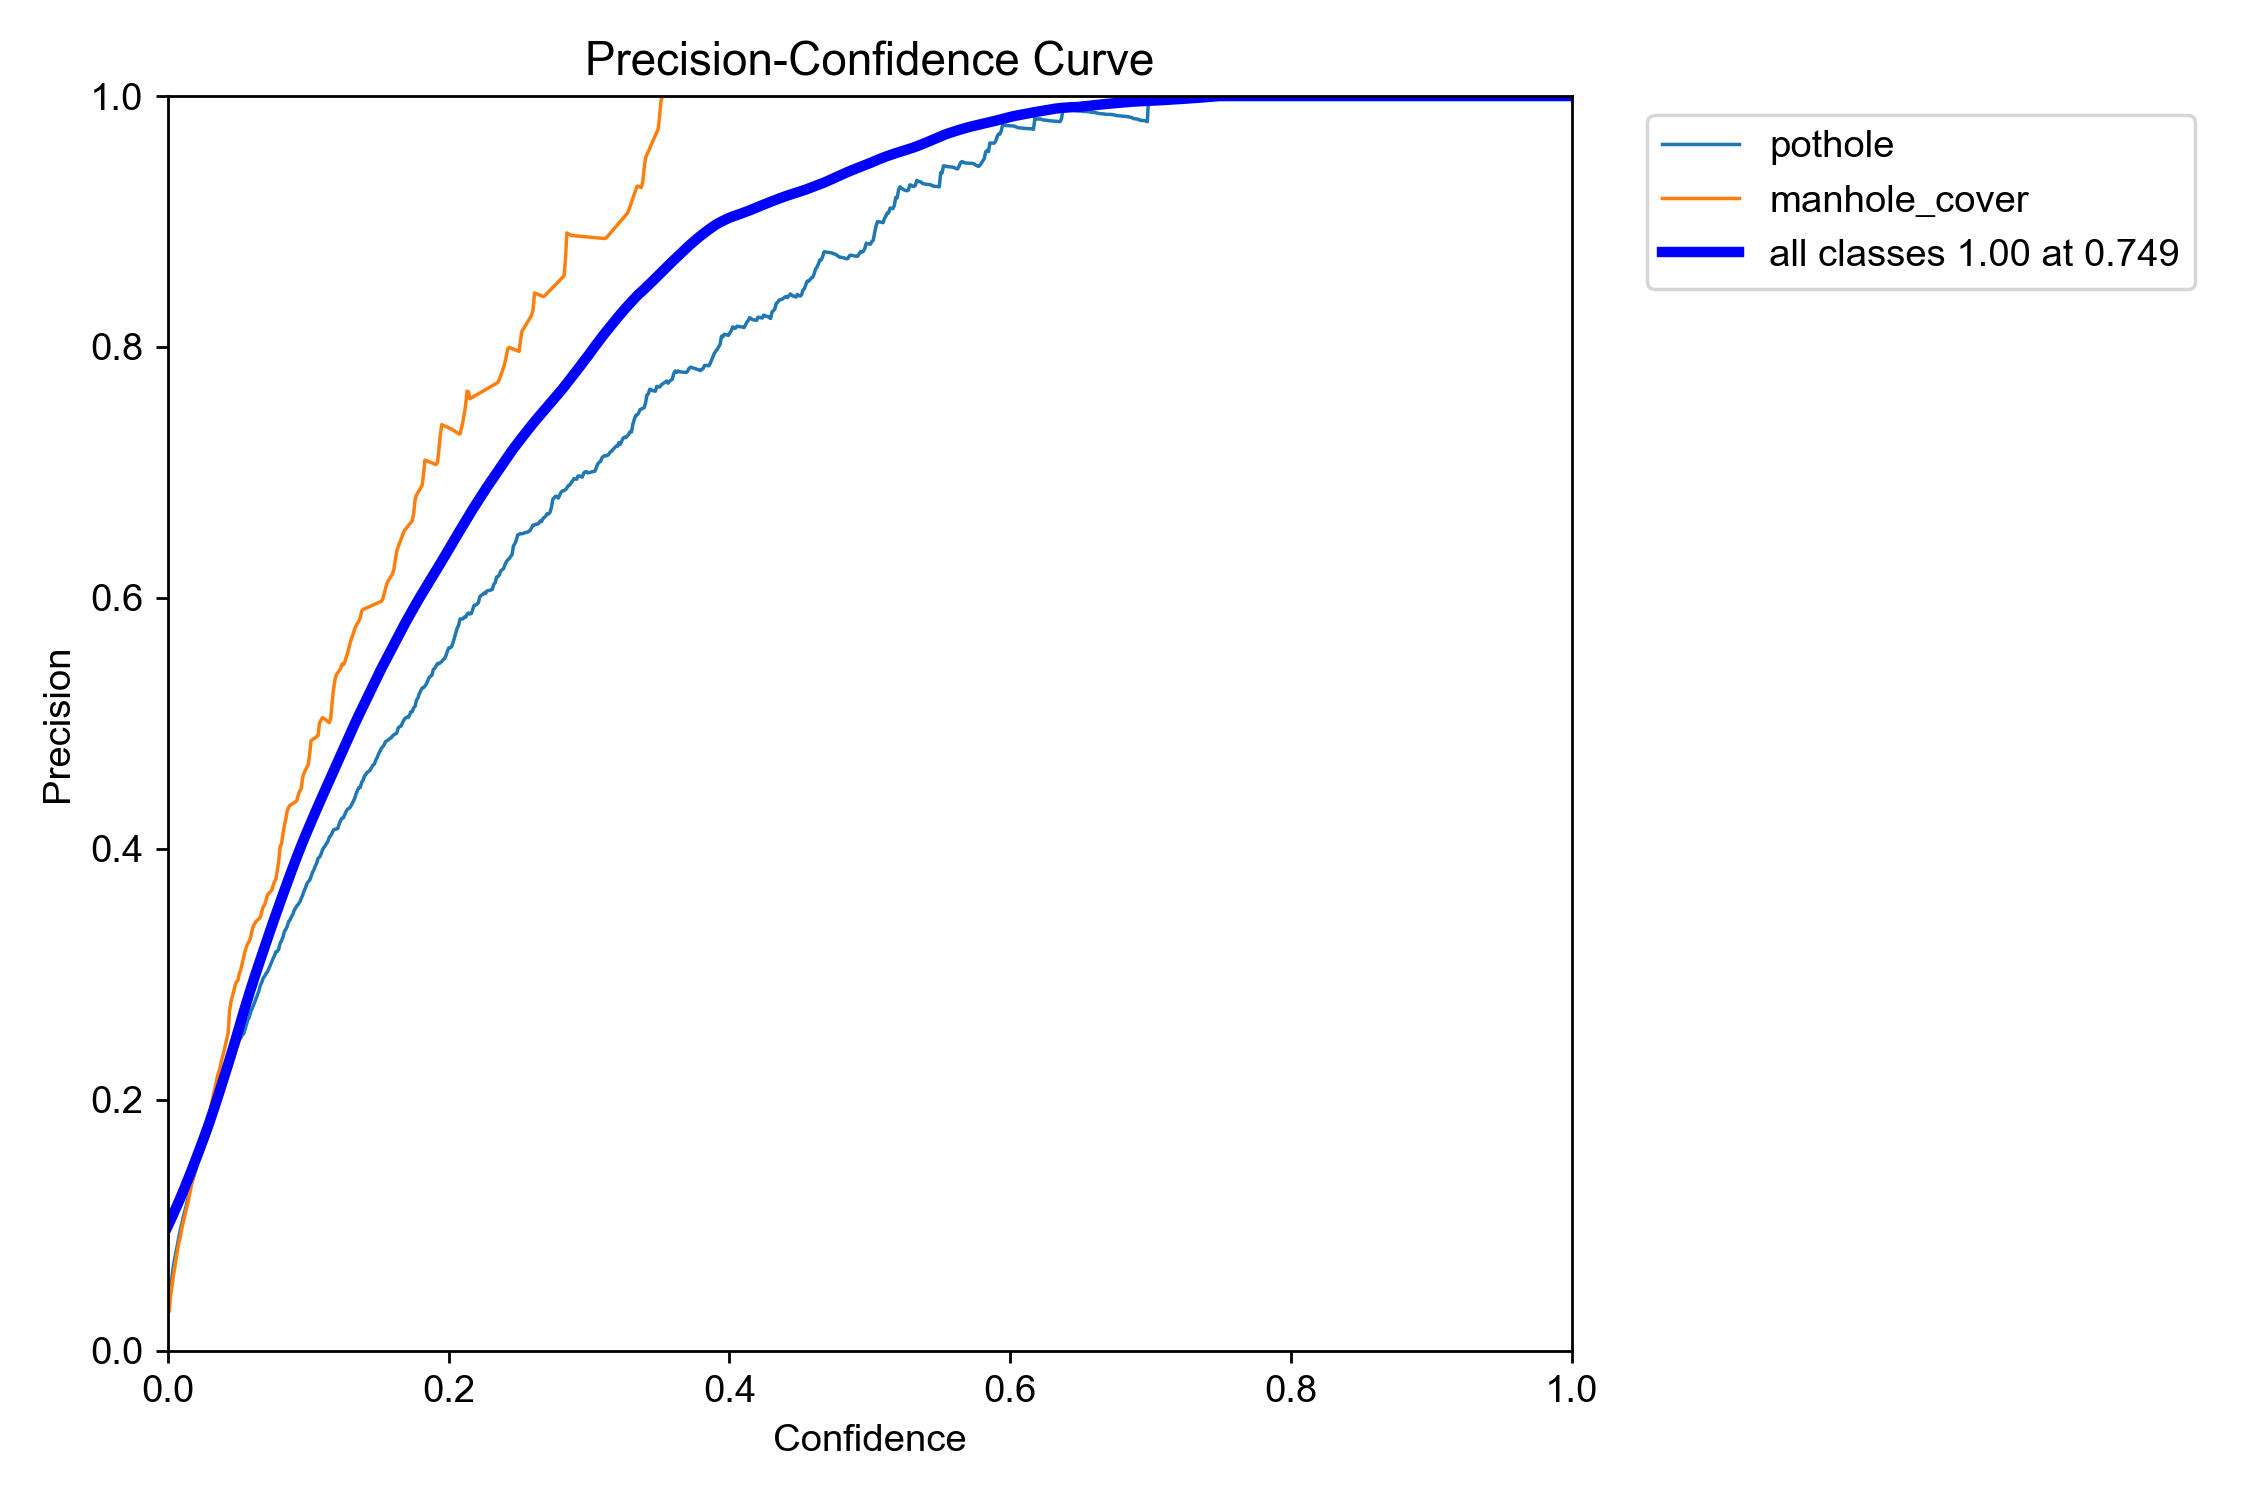 Precision-Confidence Curve
1.0
0.8
0.6
0.4
0.2
0.0
Precision
0.0 0.2 0.4 0.6 0.8 1.0
Confidence
pothole
manhole_cover
all classes 1.00 at 0.749